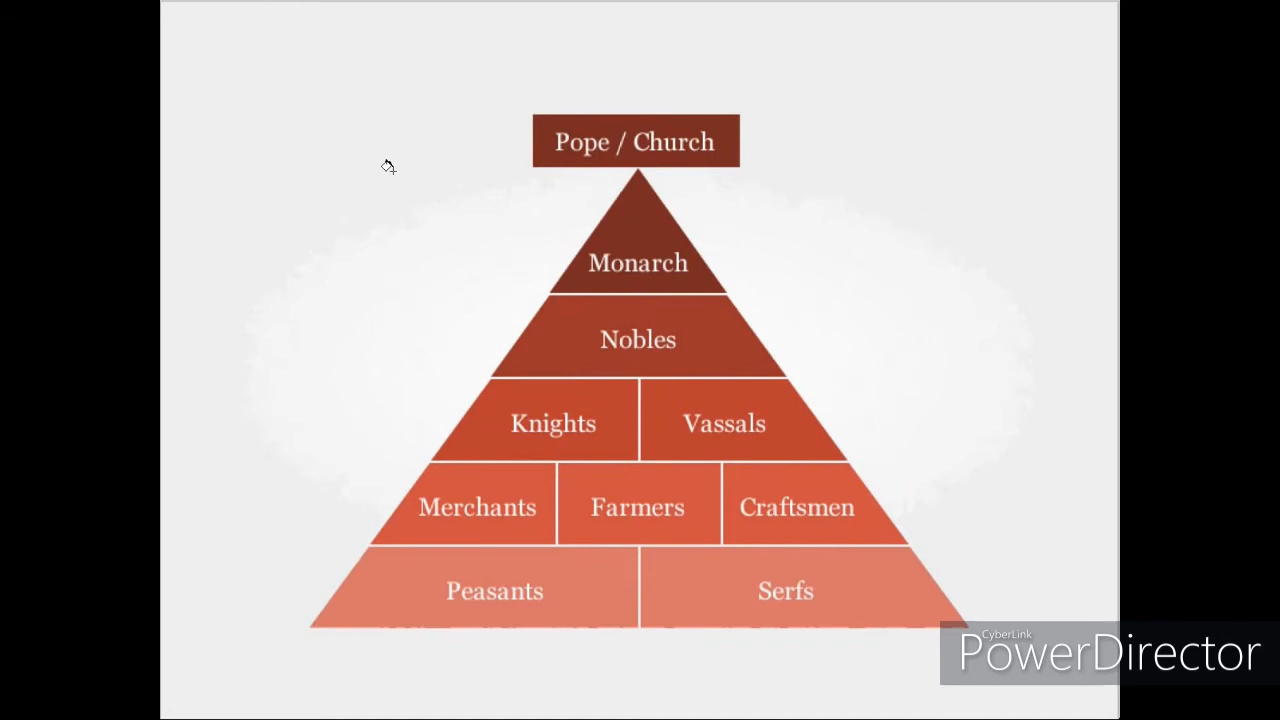 Pope / Church
Monarch
Nobles
Knights Vassals
Merchants Farmers Craftsmen
Peasants Serfs
CyberLink
PowerDirector